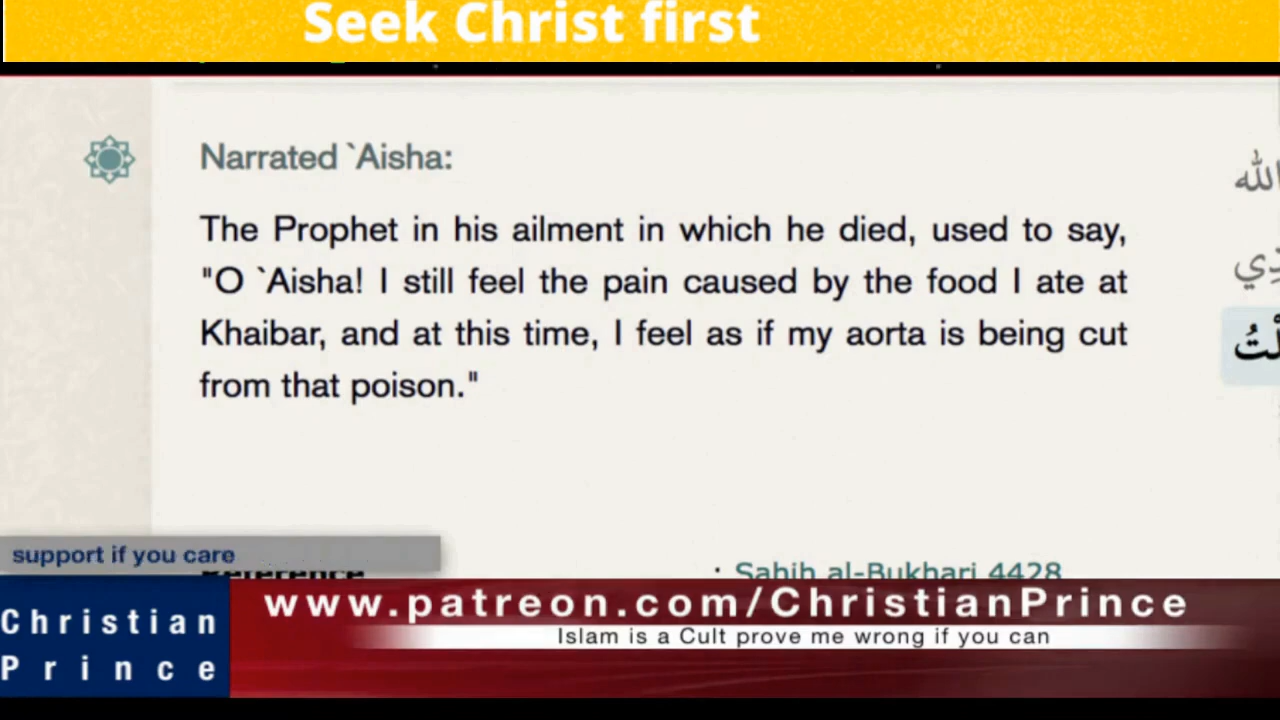 Seek Christ first
Narrated `Aisha:
The Prophet in his ailment in which he died, used to say,
"O `Aisha! I still feel the pain caused by the food I ate at
Khaibar, and at this time, I feel as if my aorta is being cut
from that poison."
الله
support if you care
Reference : Sahih al-Bukhari 4428
Christian
Prince
www.patreon.com/ChristianPrince
Islam is a Cult prove me wrong if you can